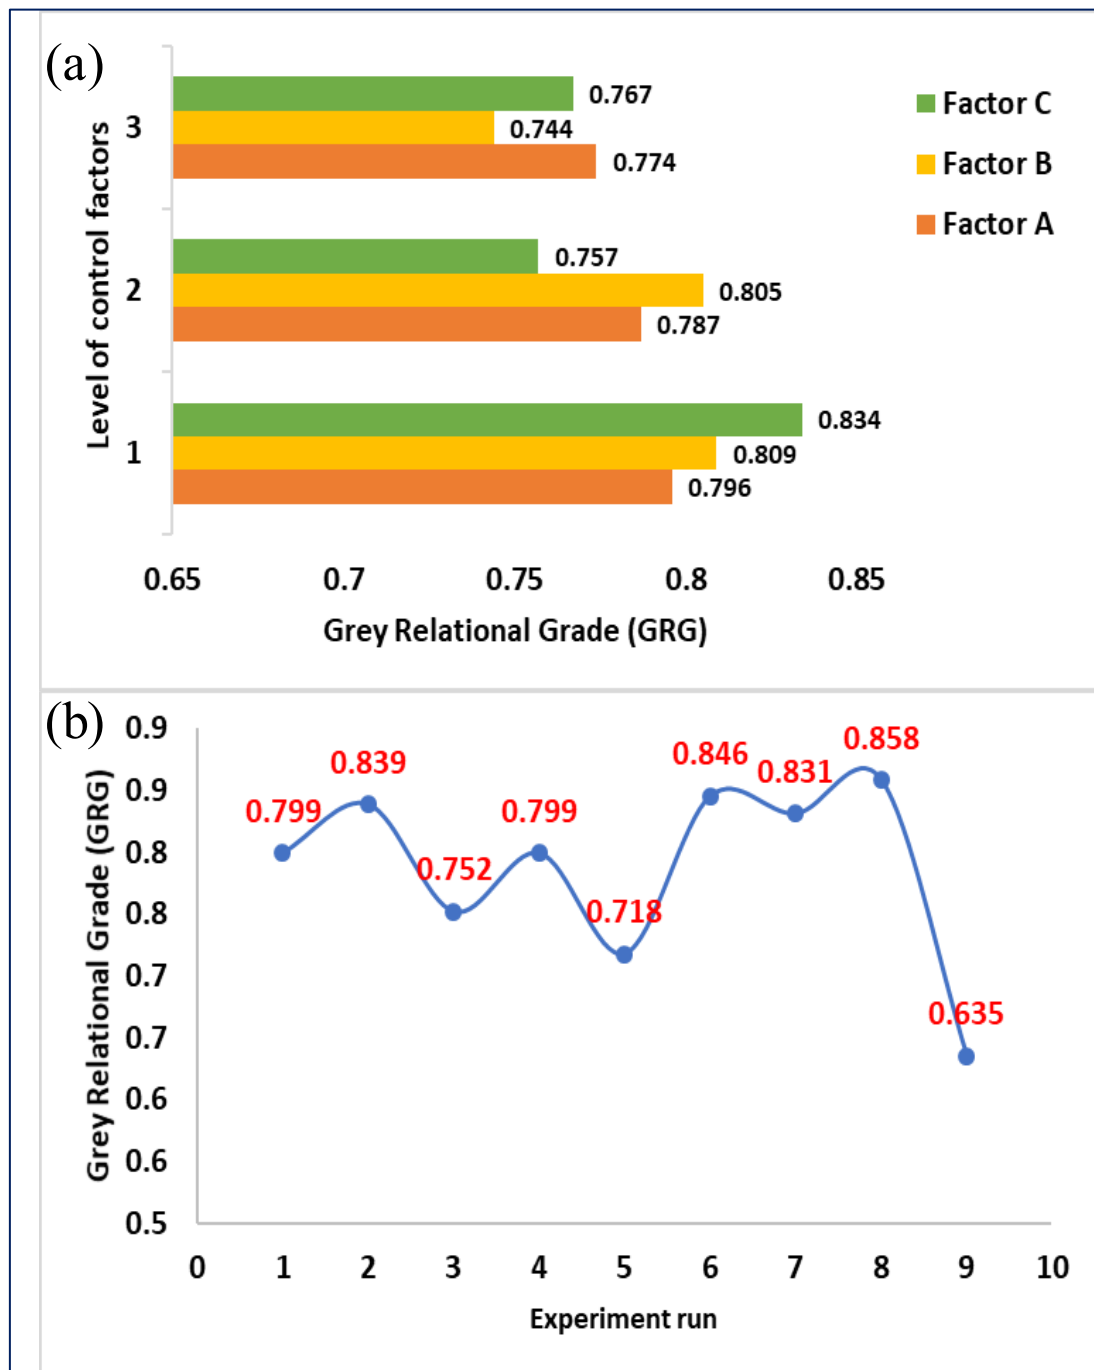 (a)
Level of control factors
3
2
1
0.767
0.744
0.774
0.757
0.805
0.787
0.834
0.809
0.796
Factor C
Factor B
Factor A
0.65 0.7 0.75 0.8 0.85
Grey Relational Grade (GRG)
(b)
Grey Relational Grade (GRG)
0.9
0.9
0.8
0.8
0.7
0.7
0.6
0.6
0.5
0.799
0.839
0.752
0.799
0.718
0.846
0.831
0.858
0.635
0 1 2 3 4 5 6 7 8 9 10
Experiment run